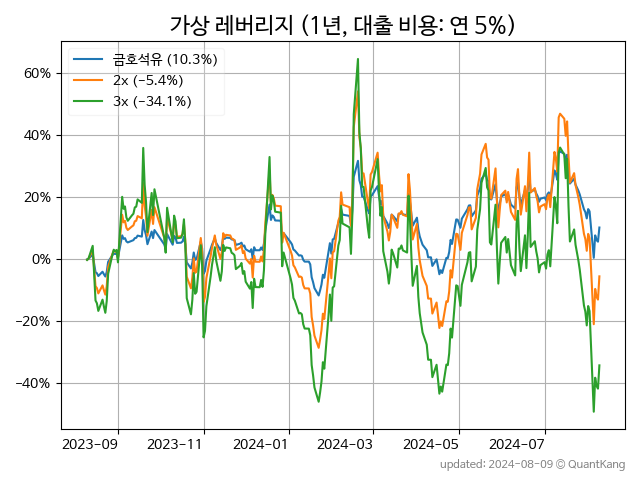 가상 레버리지 (1년, 대출 비용: 연 5%)
금호석유 (10.3%)
2x (−5.4%)
3x (−34.1%)
60%
40%
20%
0%
−20%
−40%
2023-09 2023-11 2024-01 2024-03 2024-05 2024-07
updated: 2024-08-09 © QuantKang